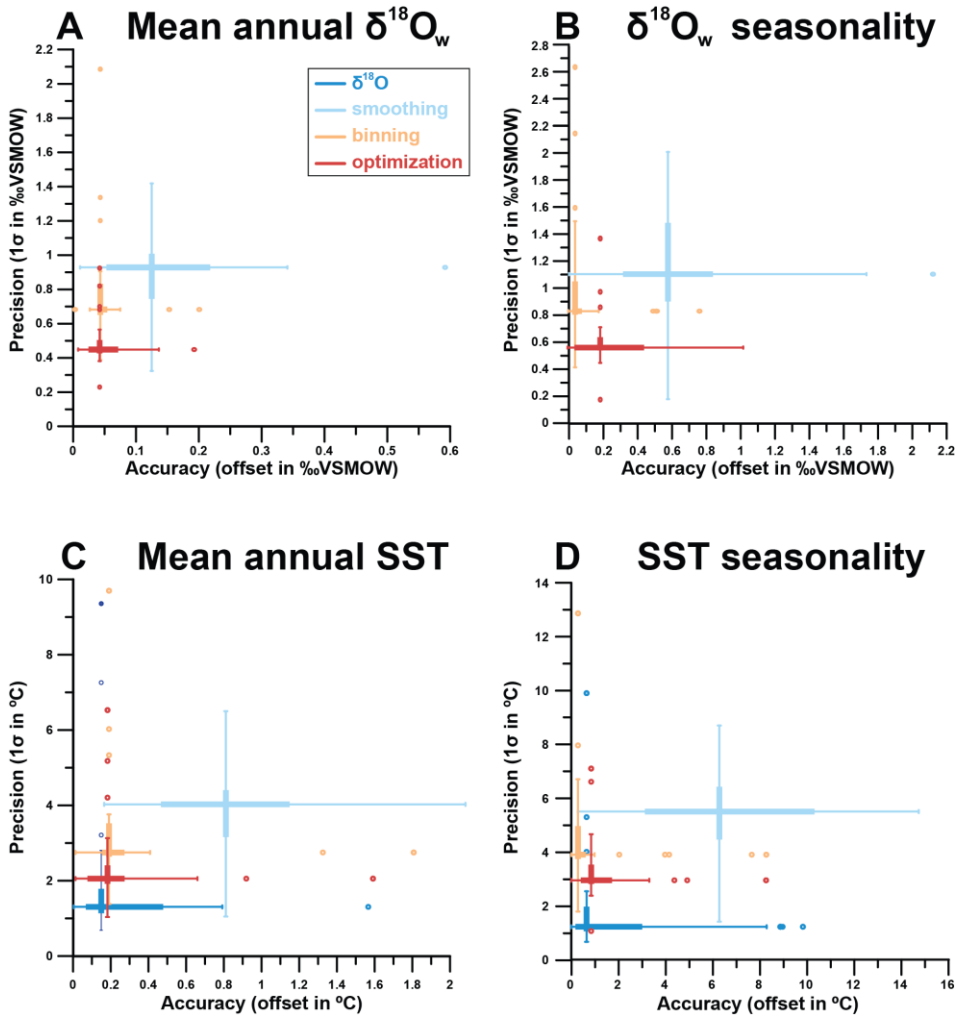 A Mean annual δ¹⁸Ow
Precision (1σ in ‰VSMOW)
2.2
2
1.8
1.6
1.4
1.2
1
0.8
0.6
0.4
0.2
0
δ¹⁸O
smoothing
binning
optimization
0 0.1 0.2 0.3 0.4 0.5 0.6
Accuracy (offset in ‰VSMOW)
B δ¹⁸Ow seasonality
Precision (1σ in ‰VSMOW)
2.8
2.6
2.4
2.2
2
1.8
1.6
1.4
1.2
1
0.8
0.6
0.4
0.2
0
0 0.2 0.4 0.6 0.8 1 1.2 1.4 1.6 1.8 2 2.2
Accuracy (offset in ‰VSMOW)
C Mean annual SST
Precision (1σ in ºC)
10
8
6
4
2
0
0 0.2 0.4 0.6 0.8 1 1.2 1.4 1.6 1.8 2
Accuracy (offset in ºC)
D SST seasonality
Precision (1σ in ºC)
14
12
10
8
6
4
2
0
0 2 4 6 8 10 12 14 16
Accuracy (offset in ºC)